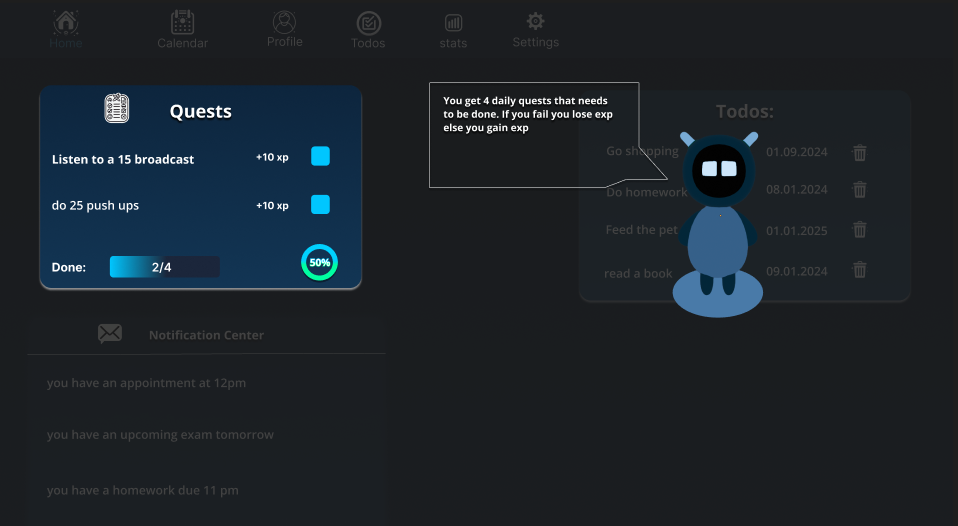 Home
Calendar
Profile
Todos
stats
Settings
Quests
Listen to a 15 broadcast
+10 xp
do 25 push ups
+10 xp
Done:
2/4
50%
You get 4 daily quests that needs
to be done. If you fail you lose exp
else you gain exp
Todos:
Go shopping
01.09.2024
Do homework
08.01.2024
Feed the pet
01.01.2025
read a book
09.01.2024
Notification Center
you have an appointment at 12pm
you have an upcoming exam tomorrow
you have a homework due 11 pm